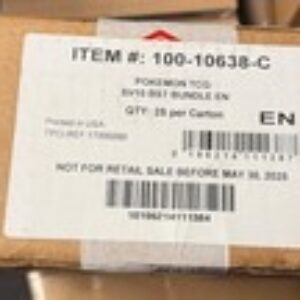 ITEM #: 100-10638-C
POKEMON TCG
SV10 BST BUNDLE EN
QTY: 25 per Carton
EN
Printed in USA
NOT FOR RETAIL SALE BEFORE MAY 30, 2025